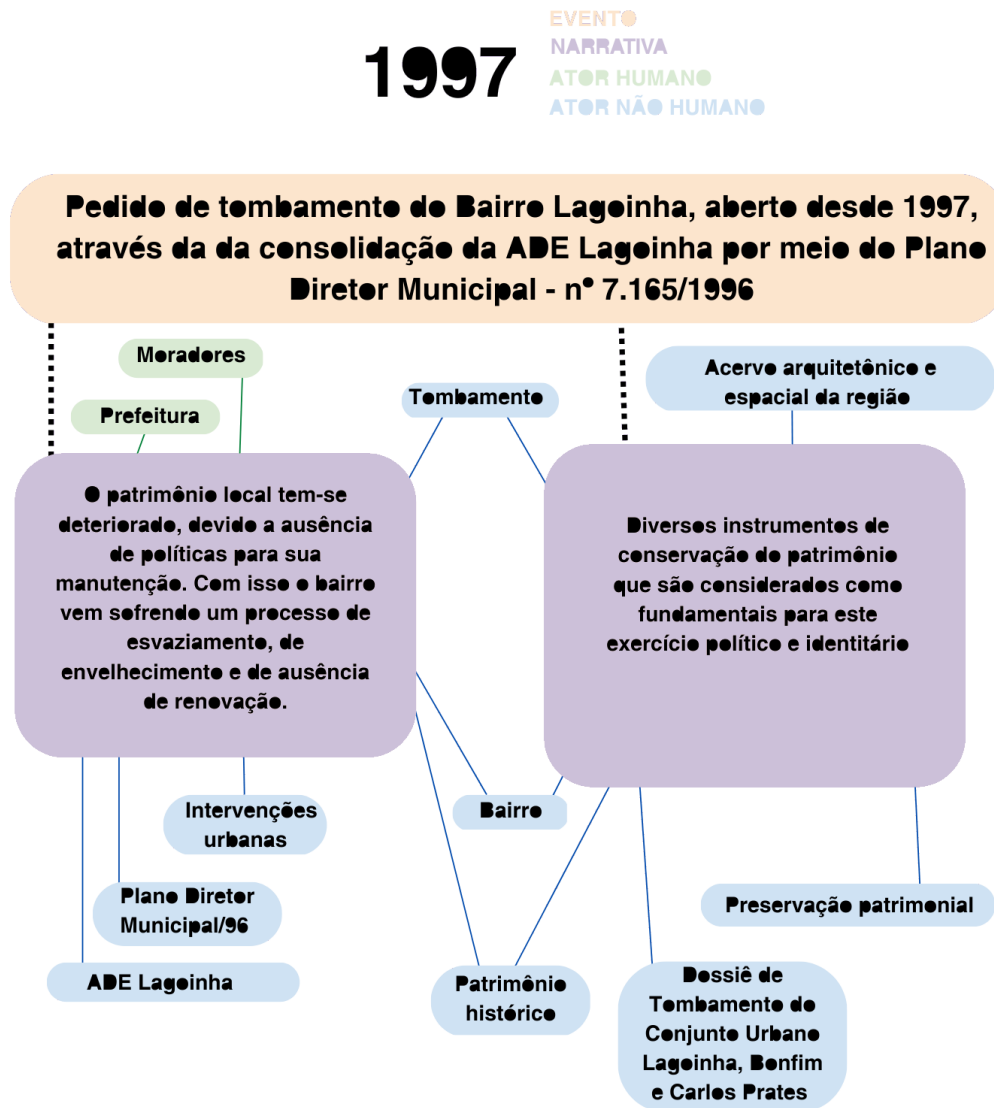 1997
EVENTO
NARRATIVA
ATOR HUMANO
ATOR NÃO HUMANO
Pedido de tombamento do Bairro Lagoinha, aberto desde 1997,
através da da consolidação da ADE Lagoinha por meio do Plano
Diretor Municipal - nº 7.165/1996
Moradores
Prefeitura
Tombamento
Acervo arquitetônico e
espacial da região
O patrimônio local tem-se
deteriorado, devido a ausência
de políticas para sua
manutenção. Com isso o bairro
vem sofrendo um processo de
esvaziamento, de
envelhecimento e de ausência
de renovação.
Diversos instrumentos de
conservação do patrimônio
que são considerados como
fundamentais para este
exercício político e identitário
Intervenções
urbanas
Bairro
Plano Diretor
Municipal/96
Preservação patrimonial
ADE Lagoinha
Patrimônio
histórico
Dossiê de
Tombamento do
Conjunto Urbano
Lagoinha, Bonfim
e Carlos Prates